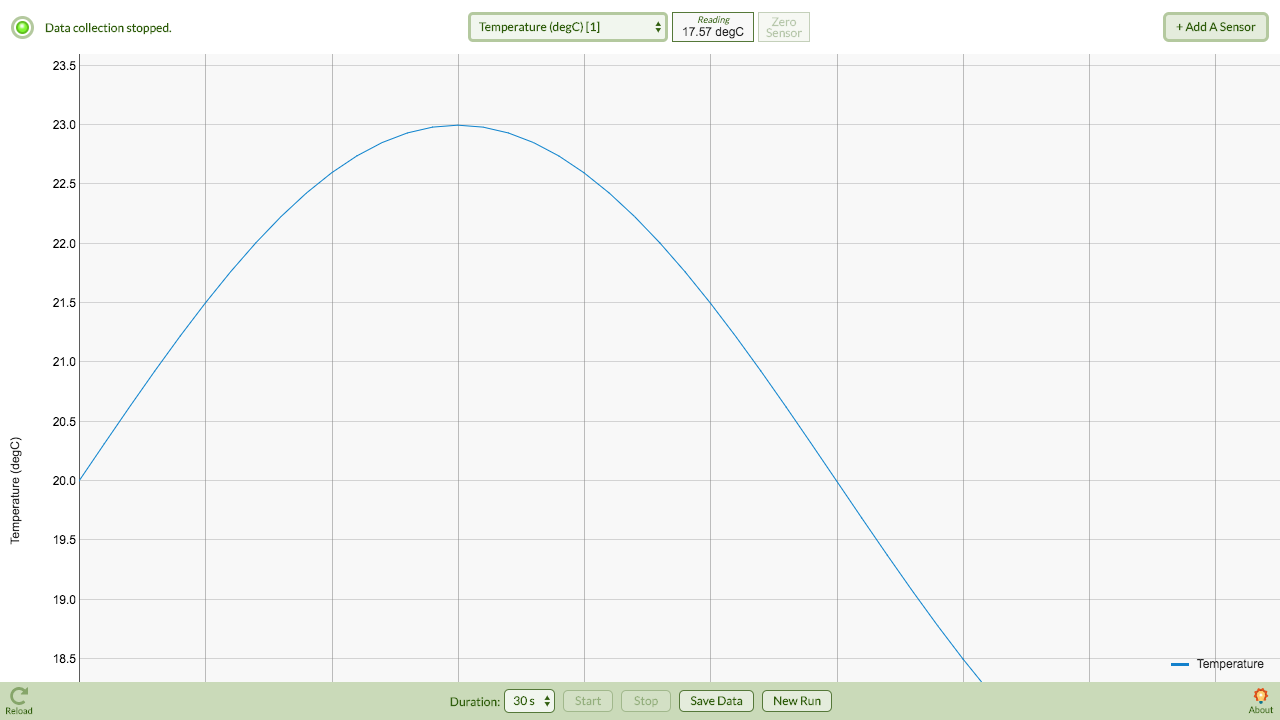 Data collection stopped.
Temperature (degC) [1]
Reading
17.57 degC
Zero
Sensor
+ Add A Sensor
23.5
23.0
22.5
22.0
21.5
21.0
20.5
20.0
19.5
19.0
18.5
Temperature (degC)
Temperature
Reload
Duration:
30 s
Start
Stop
Save Data
New Run
About